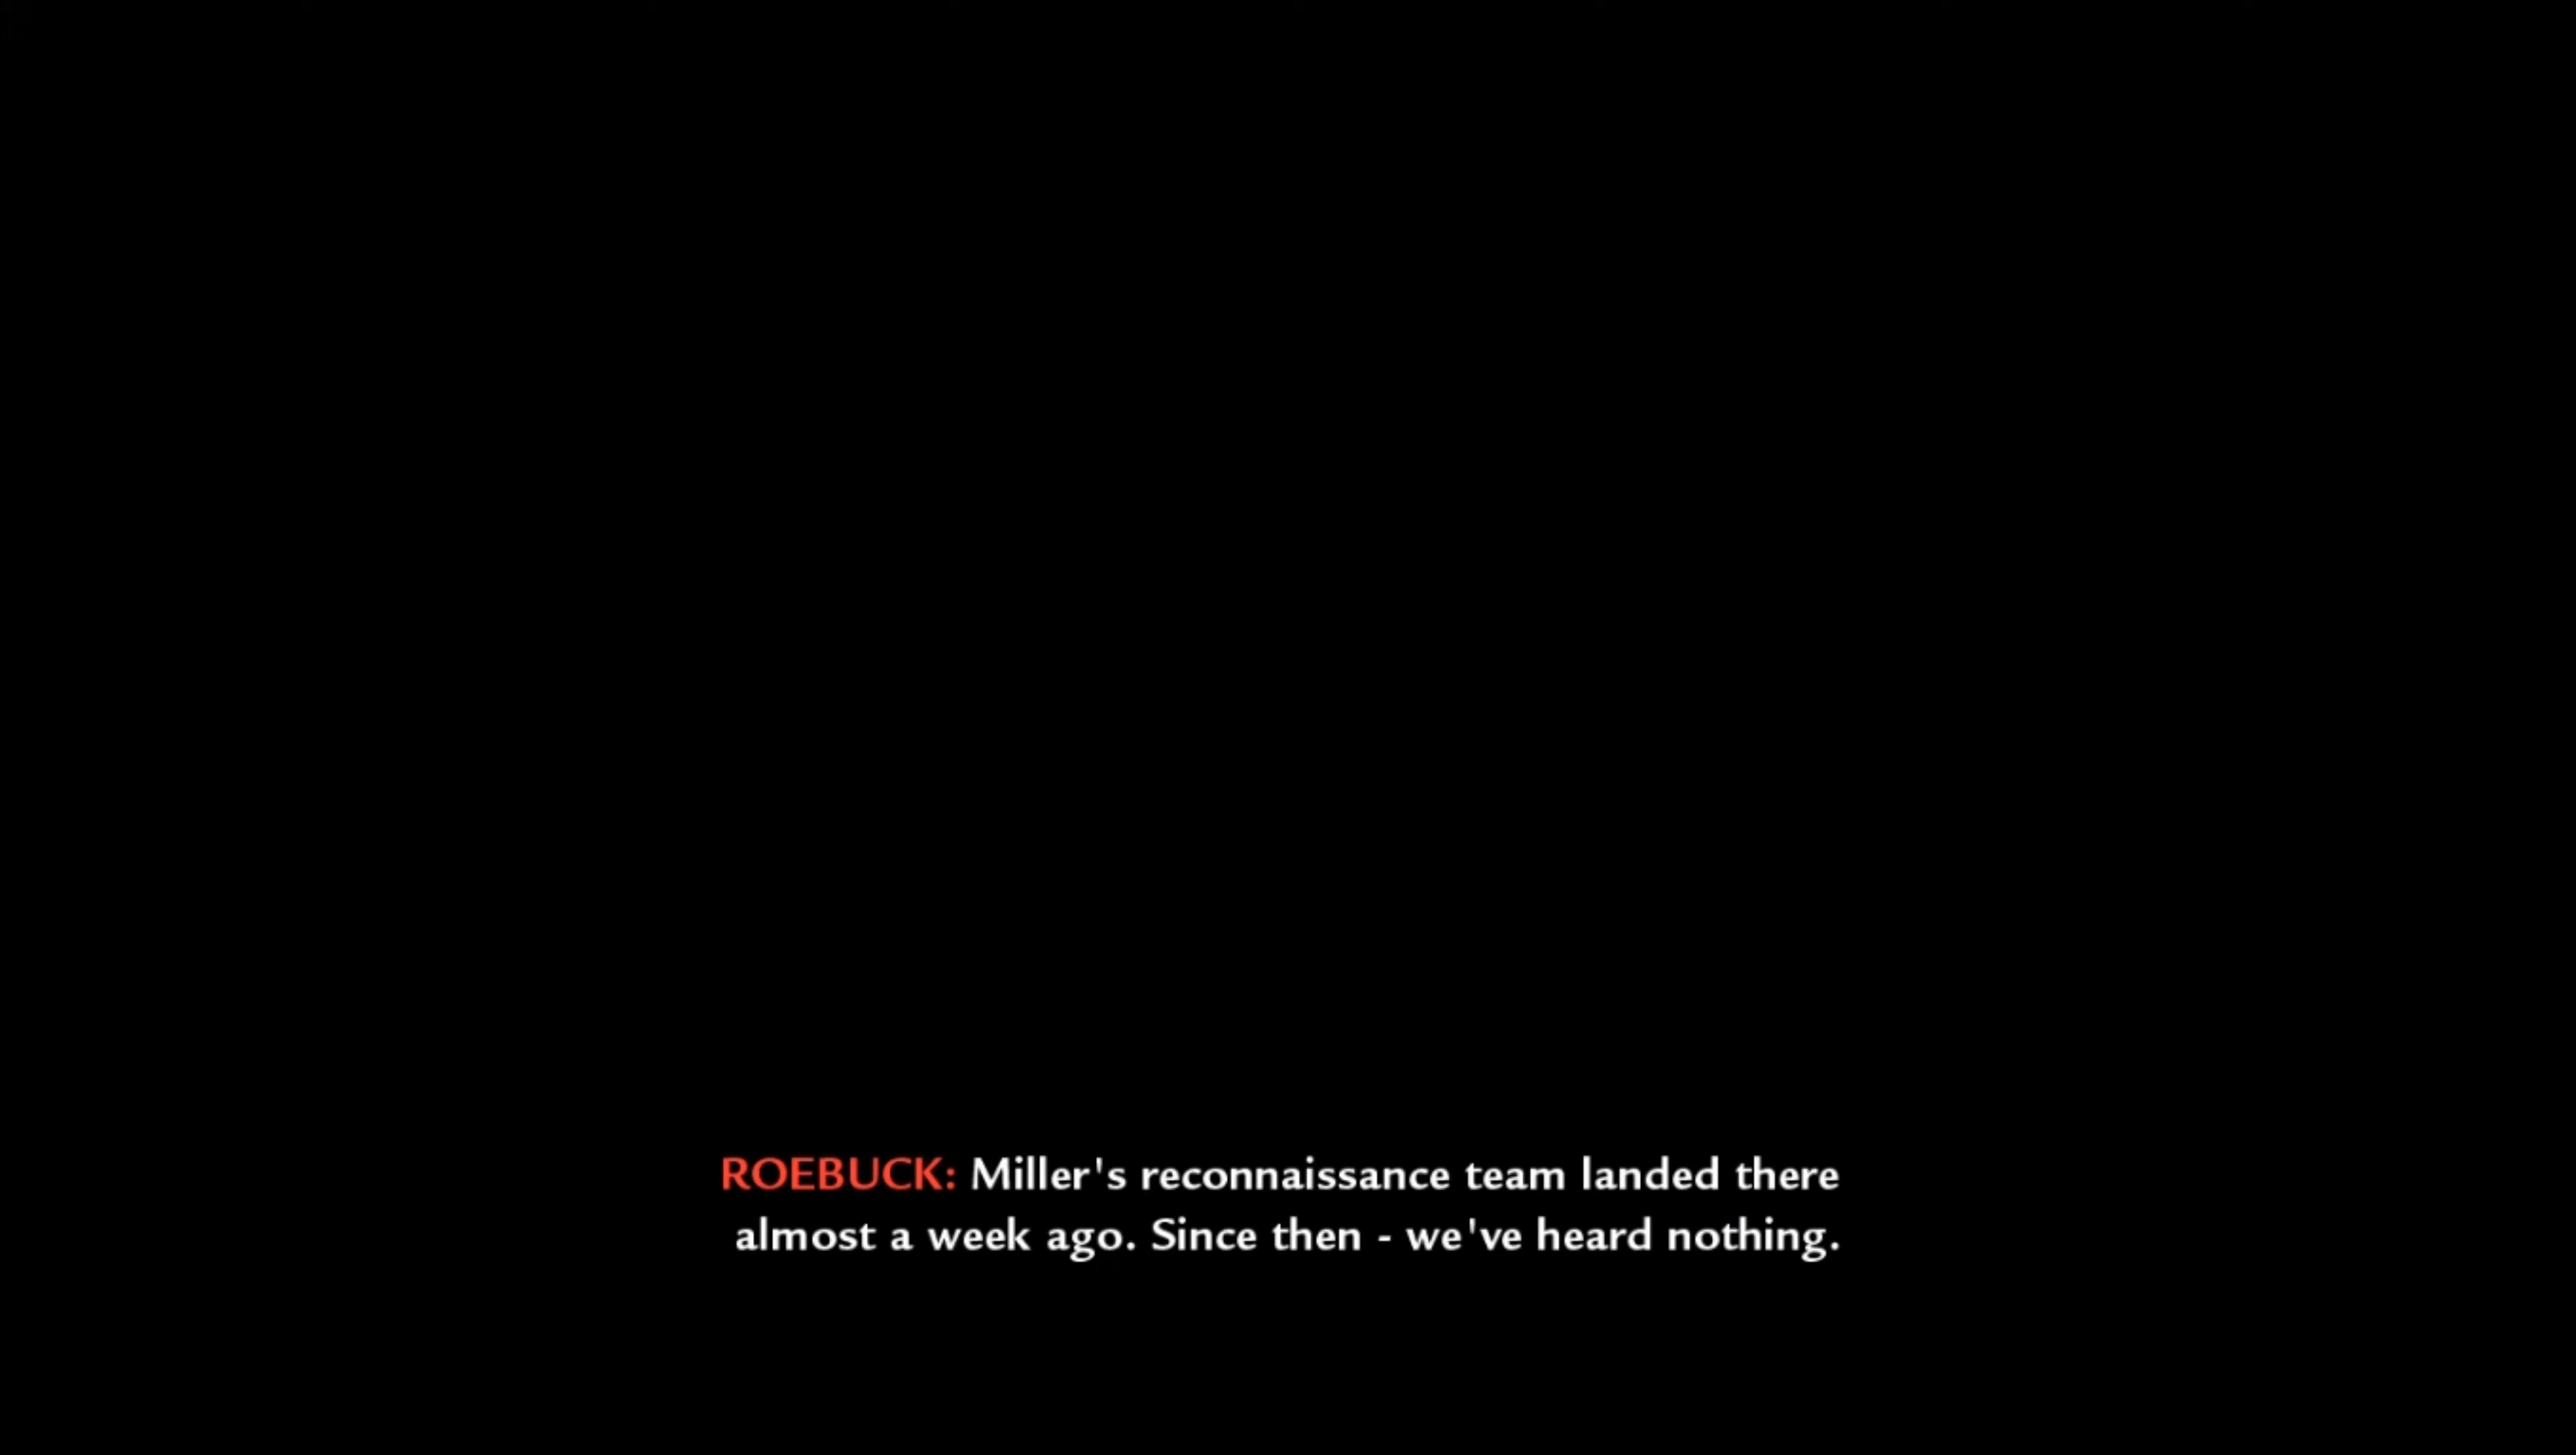 ROEBUCK: Miller's reconnaissance team landed there
almost a week ago. Since then - we've heard nothing.